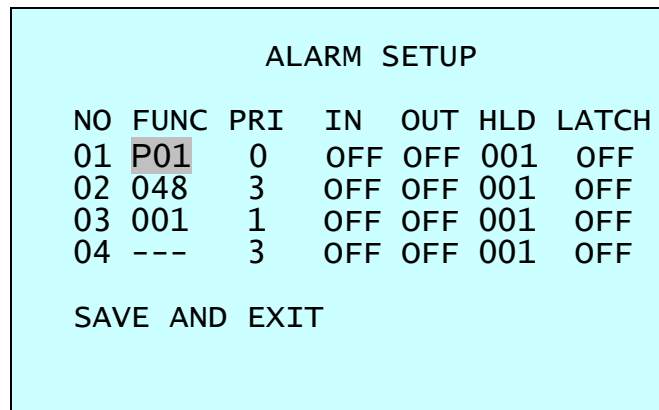 ALARM SETUP
NO FUNC PRI IN OUT HLD LATCH
01 P01 0 OFF OFF 001 OFF
02 048 3 OFF OFF 001 OFF
03 001 1 OFF OFF 001 OFF
04 --- 3 OFF OFF 001 OFF
SAVE AND EXIT